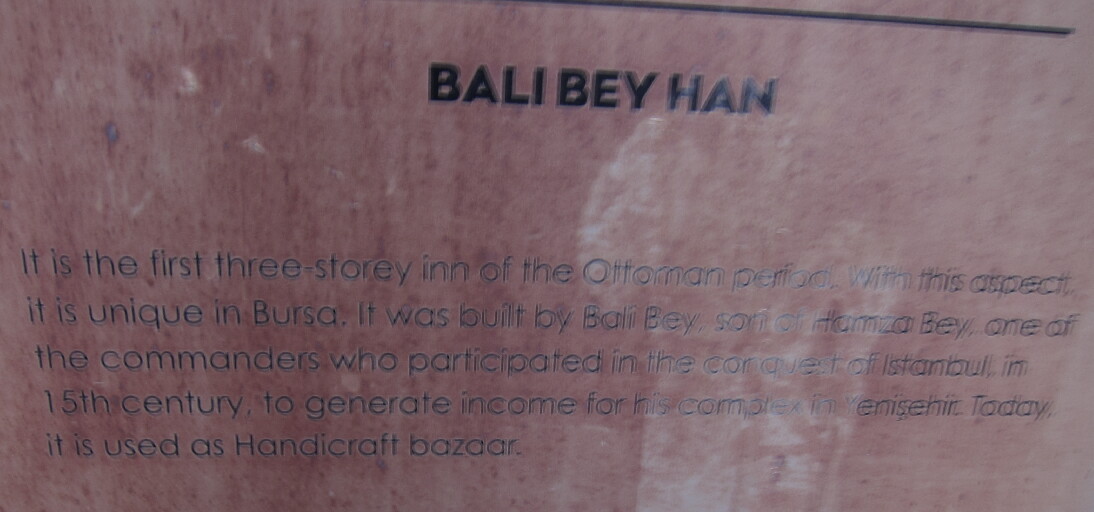 BALI BEY HAN
It is the first three-storey inn of the Ottoman period. With this aspect,
it is unique in Bursa. It was built by Bali Bey, son of Hamza Bey, one of
the commanders who participated in the conquest of Istanbul, in
15th century, to generate income for his complex in Yenişehir. Today,
it is used as Handicraft bazaar.